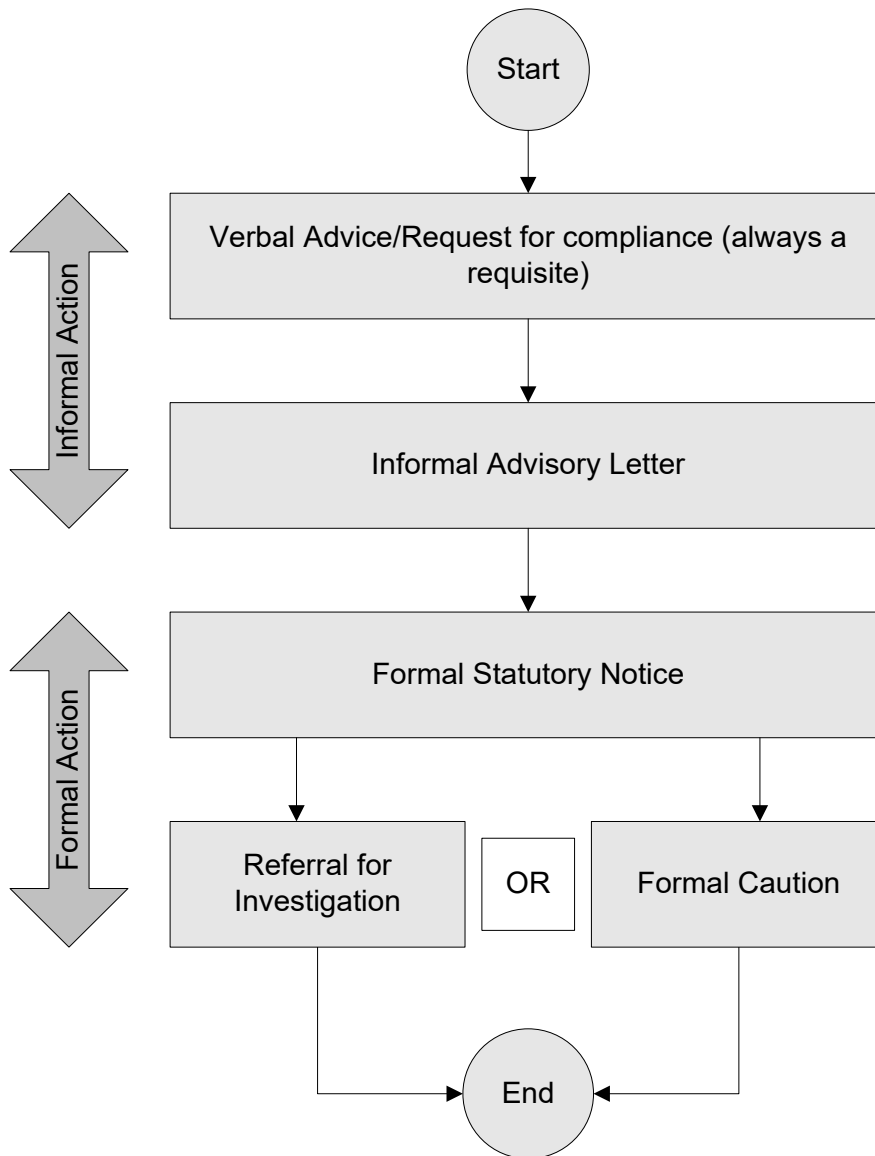 Start
Verbal Advice/Request for compliance (always a
requisite)
Informal Action
Informal Advisory Letter
Formal Statutory Notice
Formal Action
Referral for
Investigation
OR
Formal Caution
End